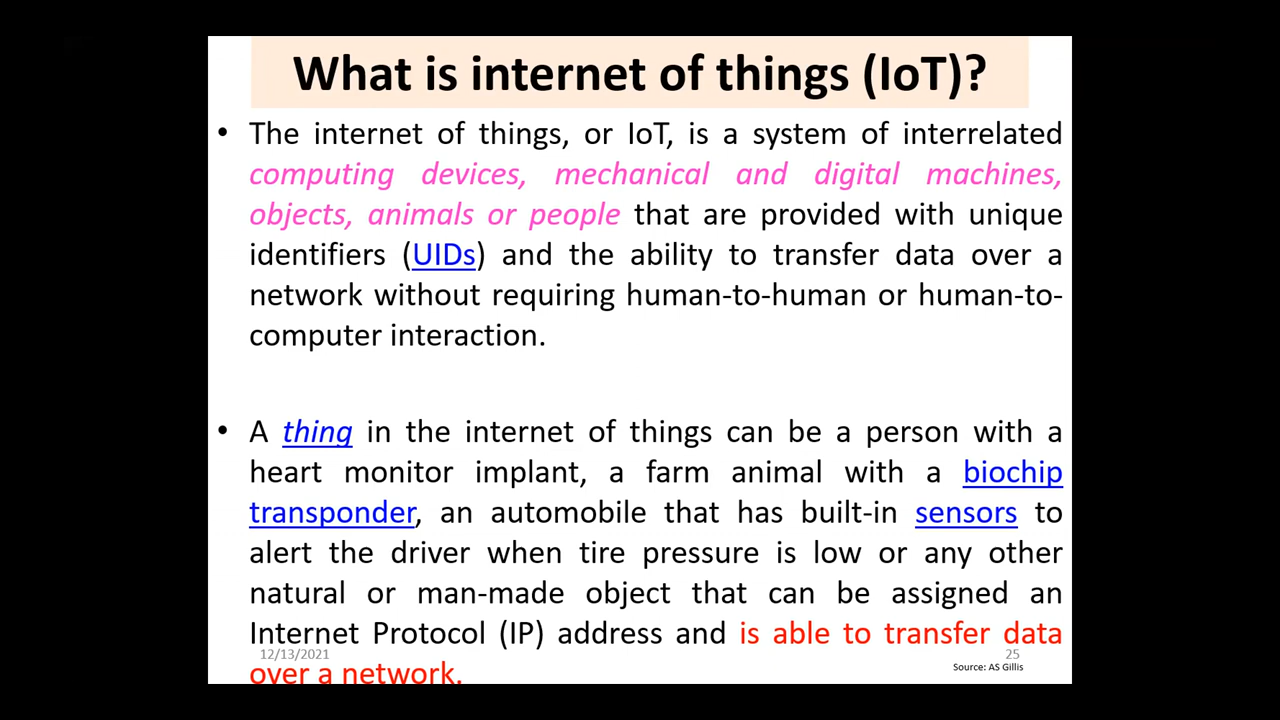 What is internet of things (IoT)?
• The internet of things, or IoT, is a system of interrelated
computing devices, mechanical and digital machines,
objects, animals or people that are provided with unique
identifiers (UIDs) and the ability to transfer data over a
network without requiring human-to-human or human-to-
computer interaction.
• A thing in the internet of things can be a person with a
heart monitor implant, a farm animal with a biochip
transponder, an automobile that has built-in sensors to
alert the driver when tire pressure is low or any other
natural or man-made object that can be assigned an
Internet Protocol (IP) address and is able to transfer data
over a network.
12/13/2021
25
Source: AS Gillis